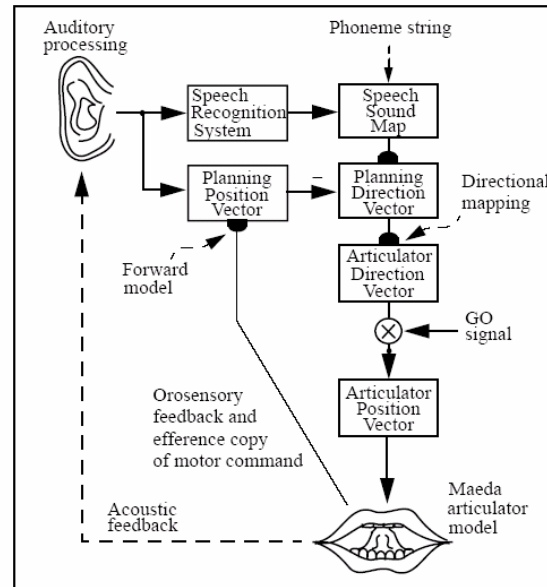 Auditory
processing
Phoneme string
Speech
Recognition
System
Speech
Sound
Map
Planning
Position
Vector
–
Planning
Direction
Vector
Directional
mapping
Forward
model
Articulator
Direction
Vector
GO
signal
Orosensory
feedback and
efference copy
of motor command
Articulator
Position
Vector
Acoustic
feedback
Maeda
articulator
model